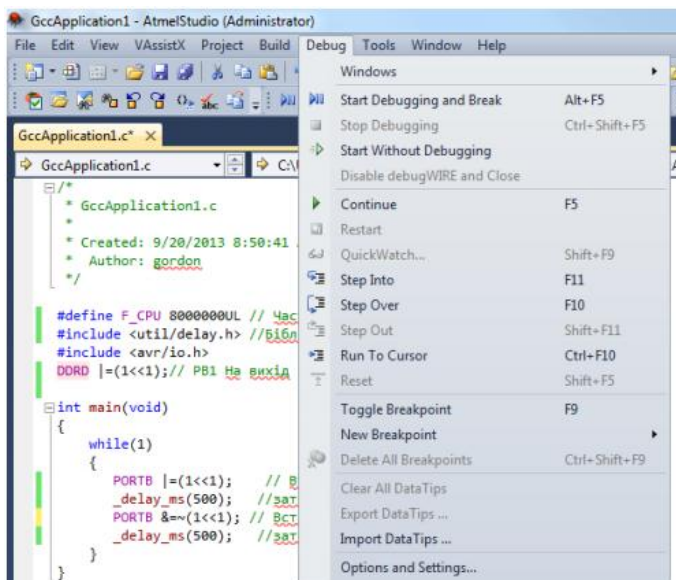 GccApplication1 - AtmelStudio (Administrator)
File Edit View VAssistX Project Build Debug Tools Window Help
GccApplication1.c*
GccApplication1.c
/*
* GccApplication1.c
*
* Created: 9/20/2013 8:50:41
* Author: gordon
*/
#define F_CPU 8000000UL // Час
#include <util/delay.h> //Бібл
#include <avr/io.h>
DDRD |=(1<<1);// PB1 На вихід
int main(void)
{
while(1)
{
PORTB |=(1<<1); // В
_delay_ms(500); //зат
PORTB &=~(1<<1); // Вст
_delay_ms(500); //зат
}
}
Windows
Start Debugging and Break Alt+F5
Stop Debugging Ctrl+Shift+F5
Start Without Debugging
Disable debugWIRE and Close
Continue F5
Restart
QuickWatch... Shift+F9
Step Into F11
Step Over F10
Step Out Shift+F11
Run To Cursor Ctrl+F10
Reset Shift+F5
Toggle Breakpoint F9
New Breakpoint
Delete All Breakpoints Ctrl+Shift+F9
Clear All DataTips
Export DataTips ...
Import DataTips ...
Options and Settings...